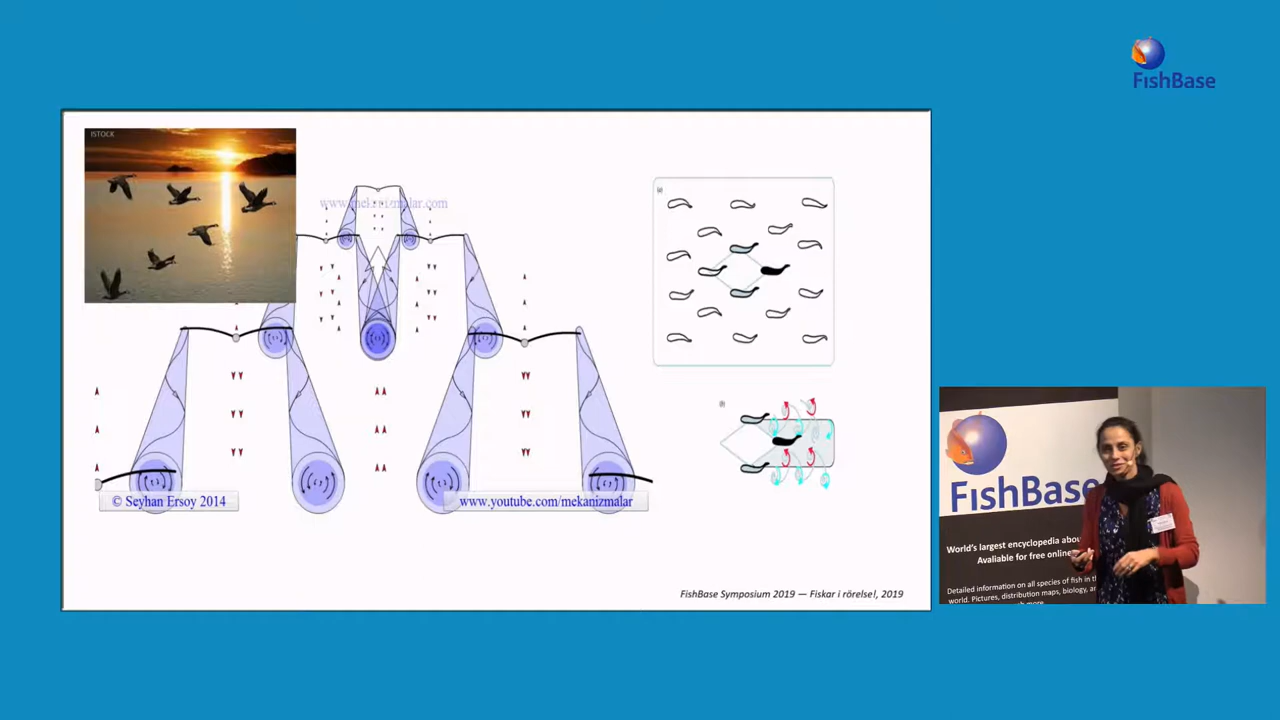 FishBase
ISTOCK
www.mekanizmalar.com
(a)
(b)
© Seyhan Ersoy 2014
www.youtube.com/mekanizmalar
FishBase Symposium 2019 — Fiskar i rörelse!, 2019
FishBase
World's largest encyclopedia abou
Avaliable for free online
Detailed information on all species of fish in th
world. Pictures, distribution maps, biology, an
more.